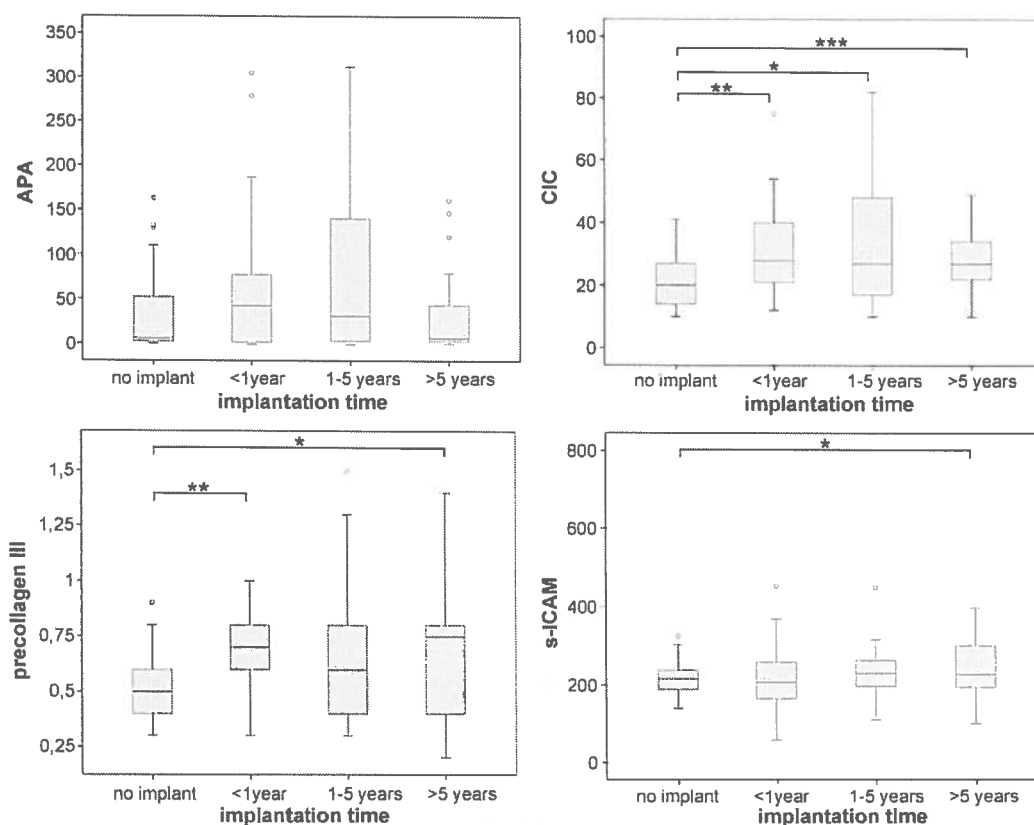 350
300
250
200
150
100
50
0
APA
no implant <1year 1-5 years >5 years
implantation time
100
80
60
40
20
0
CIC
***
*
**
no implant <1year 1-5 years >5 years
implantation time
1,5
1,25
1
0,75
0,5
0,25
precollagen III
*
**
no implant <1year 1-5 years >5 years
implantation time
800
600
400
200
0
s-ICAM
*
no implant <1year 1-5 years >5 years
implantation time